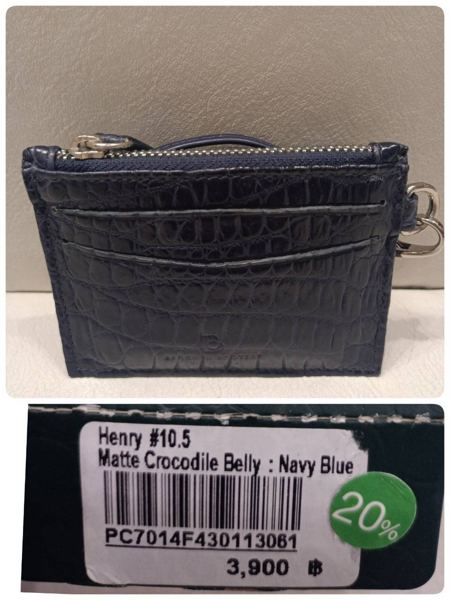 B
Henry #10.5
Matte Crocodile Belly : Navy Blue
20%
PC7014F430113061
3,900 ฿